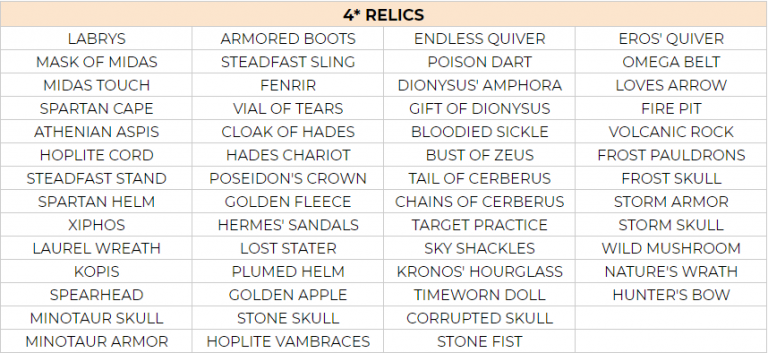 4* RELICS
LABRYS ARMORED BOOTS ENDLESS QUIVER EROS' QUIVER
MASK OF MIDAS STEADFAST SLING POISON DART OMEGA BELT
MIDAS TOUCH FENRIR DIONYSUS' AMPHORA LOVES ARROW
SPARTAN CAPE VIAL OF TEARS GIFT OF DIONYSUS FIRE PIT
ATHENIAN ASPIS CLOAK OF HADES BLOODIED SICKLE VOLCANIC ROCK
HOPLITE CORD HADES CHARIOT BUST OF ZEUS FROST PAULDRONS
STEADFAST STAND POSEIDON'S CROWN TAIL OF CERBERUS FROST SKULL
SPARTAN HELM GOLDEN FLEECE CHAINS OF CERBERUS STORM ARMOR
XIPHOS HERMES' SANDALS TARGET PRACTICE STORM SKULL
LAUREL WREATH LOST STATER SKY SHACKLES WILD MUSHROOM
KOPIS PLUMED HELM KRONOS' HOURGLASS NATURE'S WRATH
SPEARHEAD GOLDEN APPLE TIMEWORN DOLL HUNTER'S BOW
MINOTAUR SKULL STONE SKULL CORRUPTED SKULL
MINOTAUR ARMOR HOPLITE VAMBRACES STONE FIST